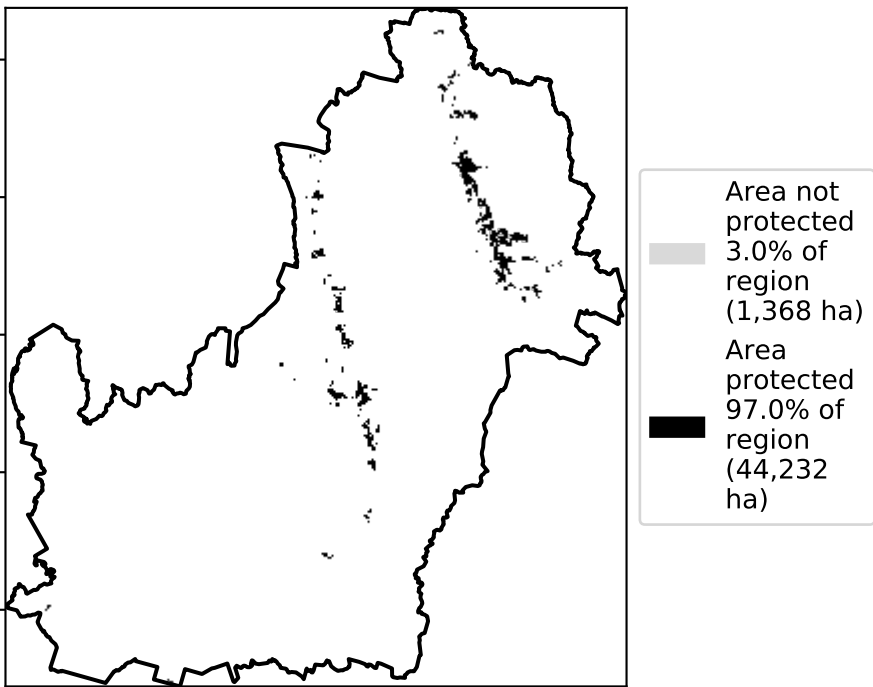 Area not
protected
3.0% of
region
(1,368 ha)
Area
protected
97.0% of
region
(44,232
ha)